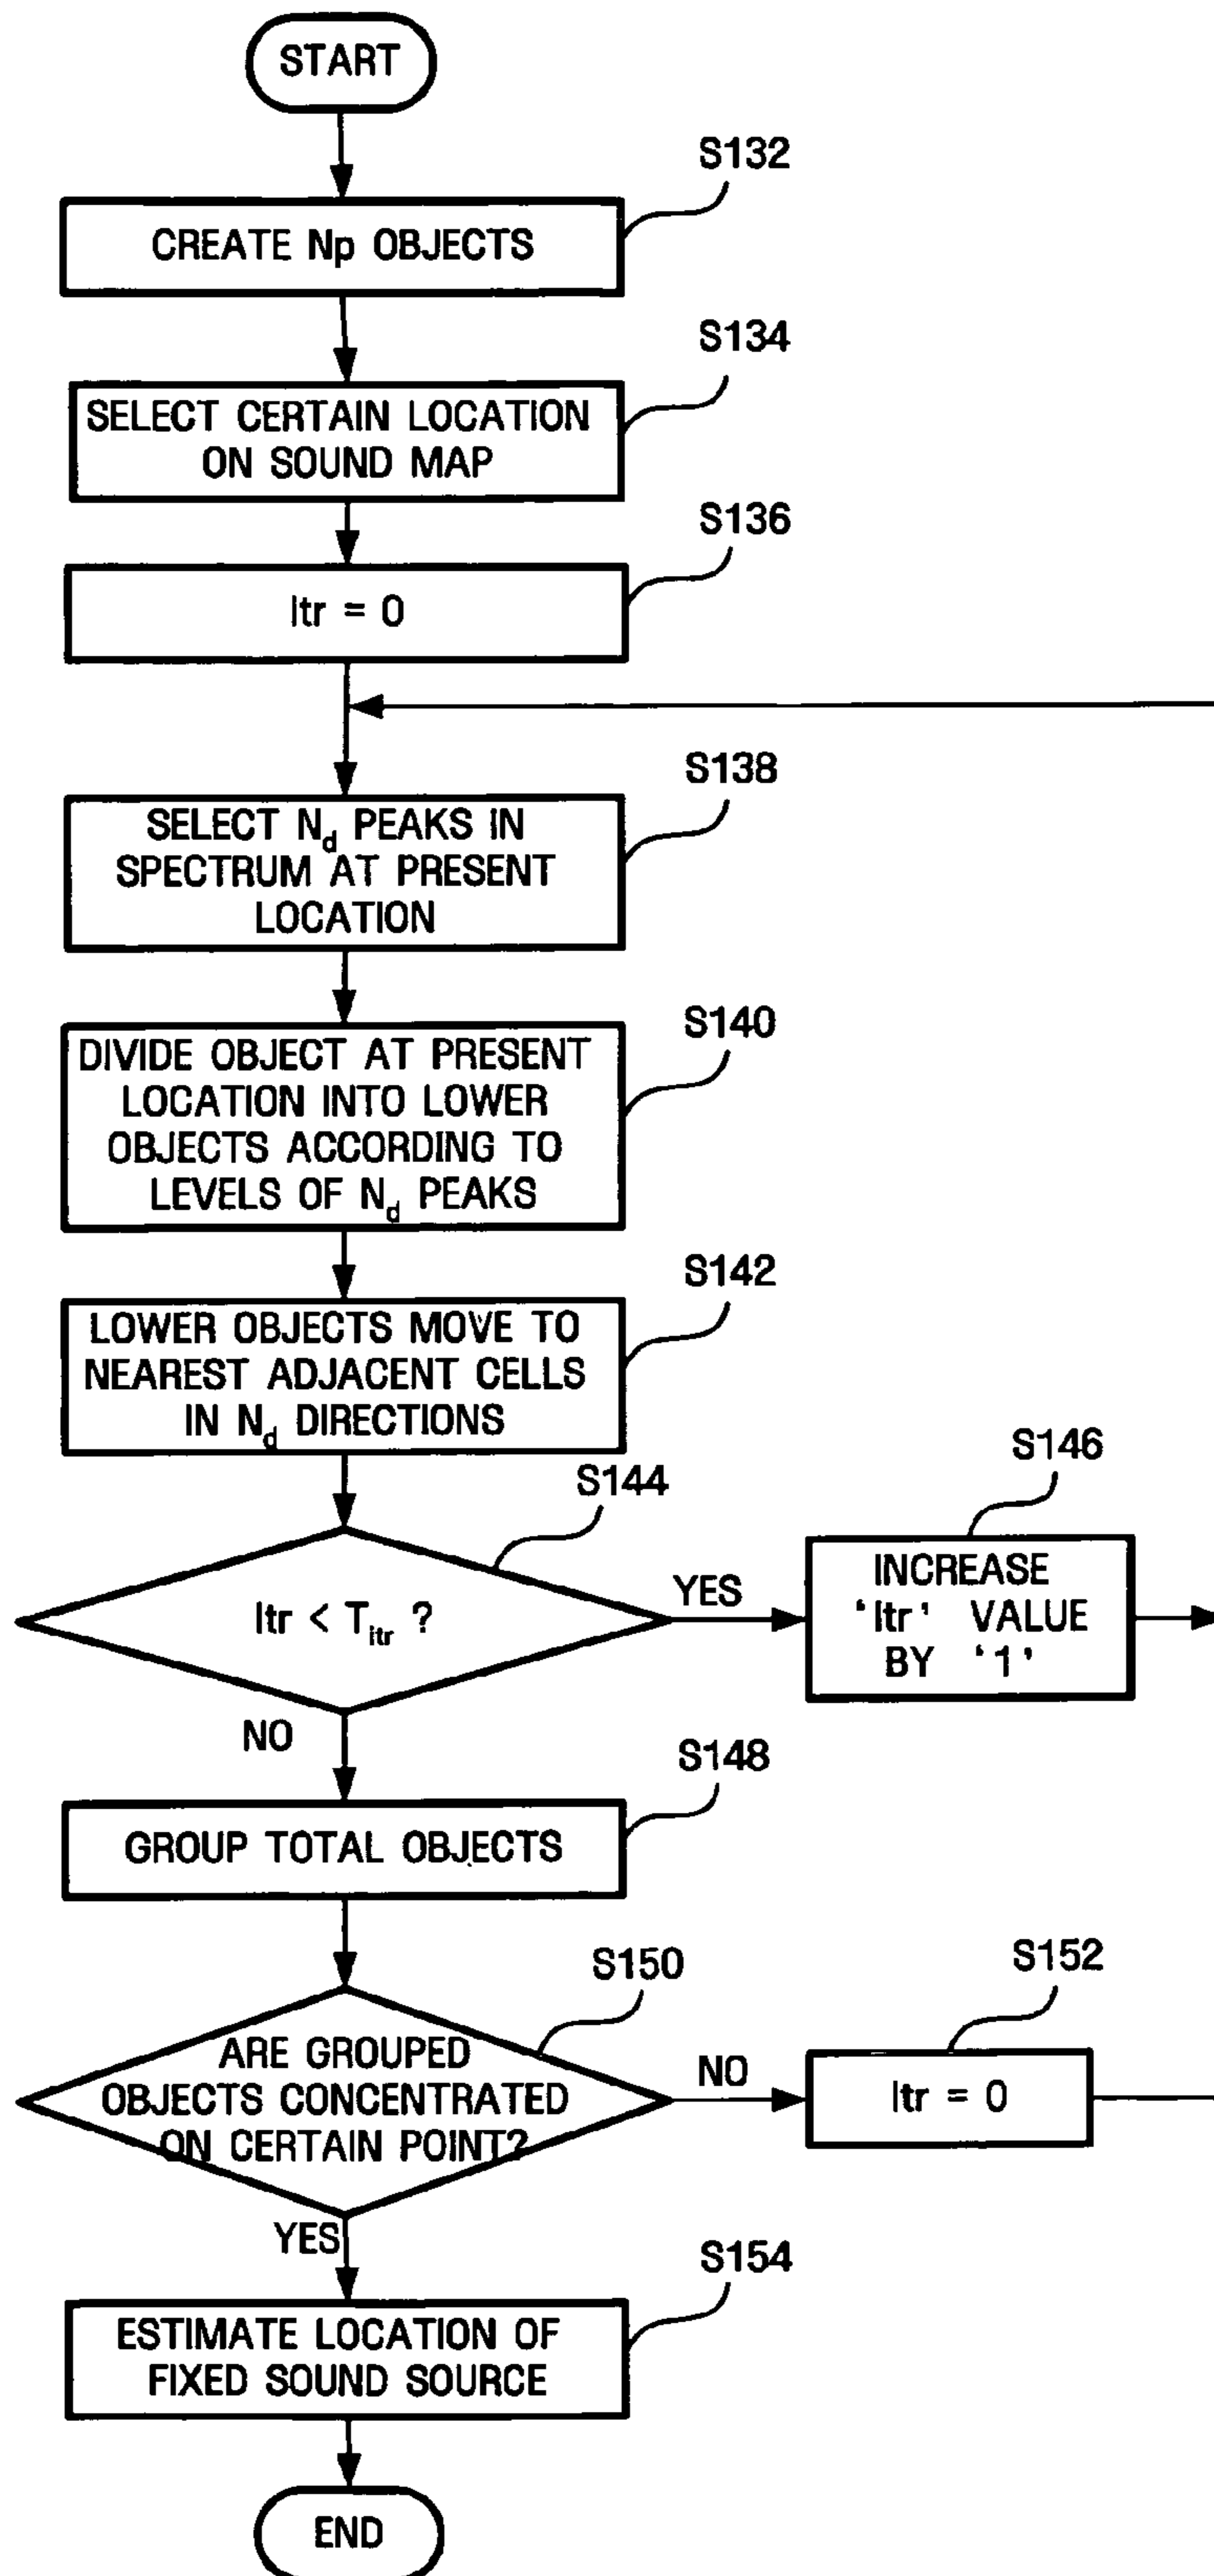 START
S132
CREATE Np OBJECTS
S134
SELECT CERTAIN LOCATION
ON SOUND MAP
S136
Itr = 0
S138
SELECT Nd PEAKS IN
SPECTRUM AT PRESENT
LOCATION
S140
DIVIDE OBJECT AT PRESENT
LOCATION INTO LOWER
OBJECTS ACCORDING TO
LEVELS OF Nd PEAKS
S142
LOWER OBJECTS MOVE TO
NEAREST ADJACENT CELLS
IN Nd DIRECTIONS
S144
Itr < Titr ?
YES
S146
INCREASE
'Itr' VALUE
BY '1'
NO
S148
GROUP TOTAL OBJECTS
S150
ARE GROUPED
OBJECTS CONCENTRATED
ON CERTAIN POINT?
NO
S152
Itr = 0
YES
S154
ESTIMATE LOCATION OF
FIXED SOUND SOURCE
END